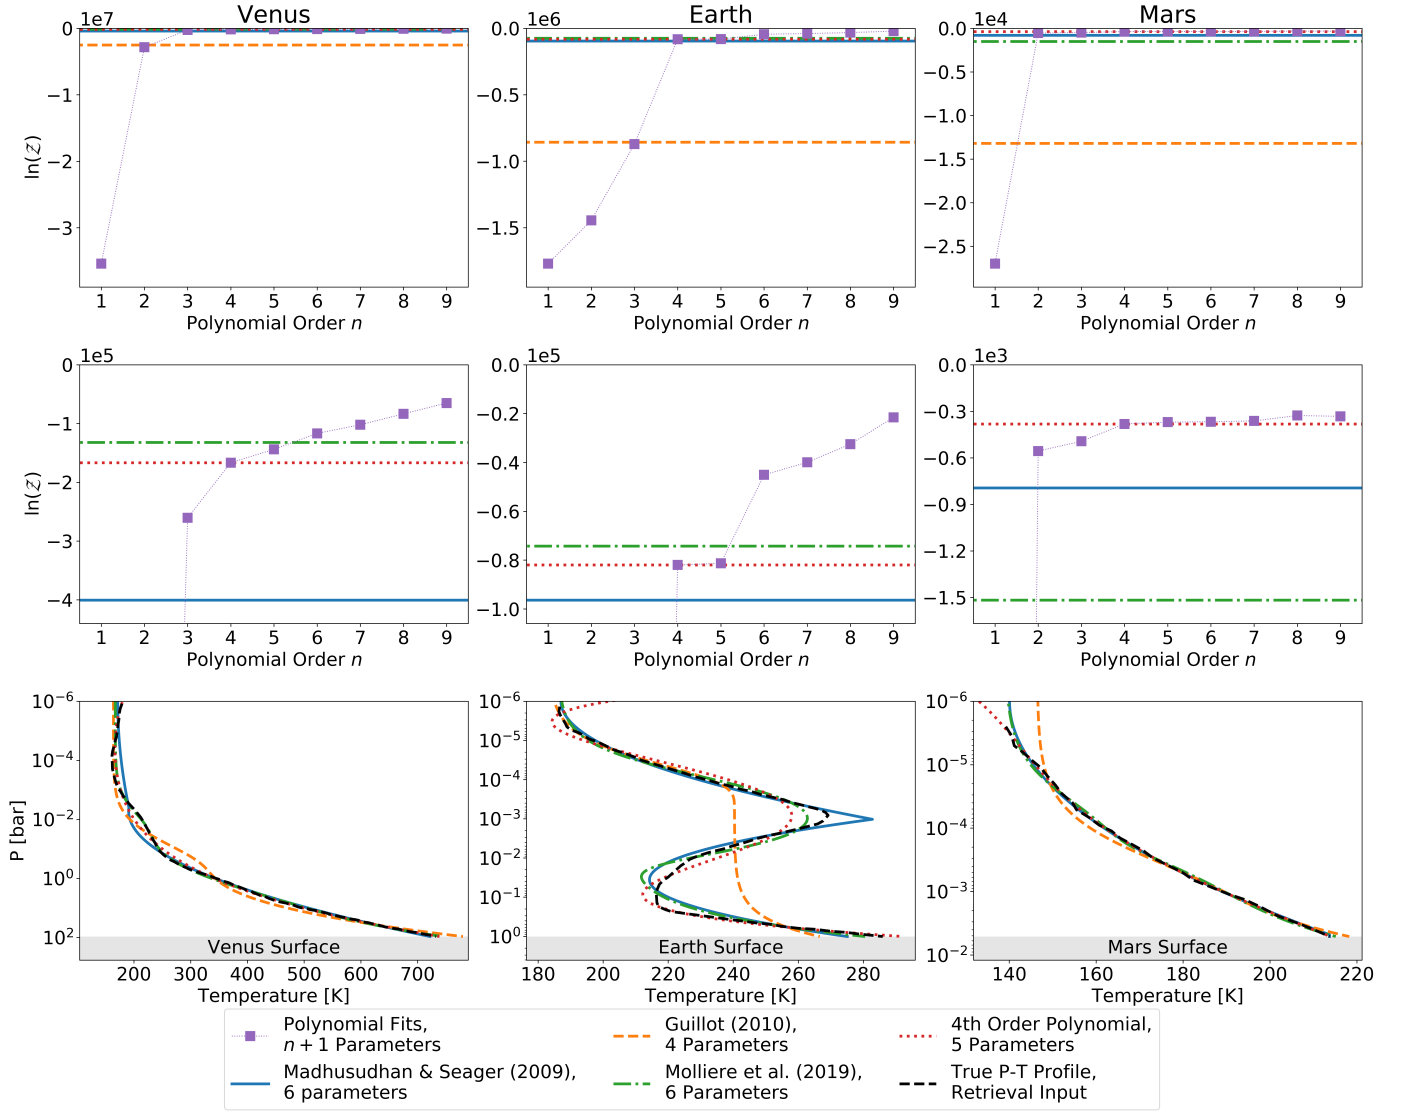 Venus
Earth
Mars
1e7
1e6
1e4
0
−1
−2
−3
ln(𝒵)
1 2 3 4 5 6 7 8 9
Polynomial Order n
0.0
−0.5
−1.0
−1.5
1 2 3 4 5 6 7 8 9
Polynomial Order n
0.0
−0.5
−1.0
−1.5
−2.0
−2.5
1 2 3 4 5 6 7 8 9
Polynomial Order n
1e5
0
−1
−2
−3
−4
ln(𝒵)
1 2 3 4 5 6 7 8 9
Polynomial Order n
1e5
0.0
−0.2
−0.4
−0.6
−0.8
−1.0
1 2 3 4 5 6 7 8 9
Polynomial Order n
1e3
0.0
−0.3
−0.6
−0.9
−1.2
−1.5
1 2 3 4 5 6 7 8 9
Polynomial Order n
10⁻⁶
10⁻⁴
10⁻²
10⁰
10²
P [bar]
Venus Surface
200 300 400 500 600 700
Temperature [K]
10⁻⁶
10⁻⁵
10⁻⁴
10⁻³
10⁻²
10⁻¹
10⁰
Earth Surface
180 200 220 240 260 280
Temperature [K]
10⁻⁶
10⁻⁵
10⁻⁴
10⁻³
10⁻²
Mars Surface
140 160 180 200 220
Temperature [K]
Polynomial Fits,
n + 1 Parameters
Madhusudhan & Seager (2009),
6 parameters
Guillot (2010),
4 Parameters
Molliere et al. (2019),
6 Parameters
4th Order Polynomial,
5 Parameters
True P-T Profile,
Retrieval Input